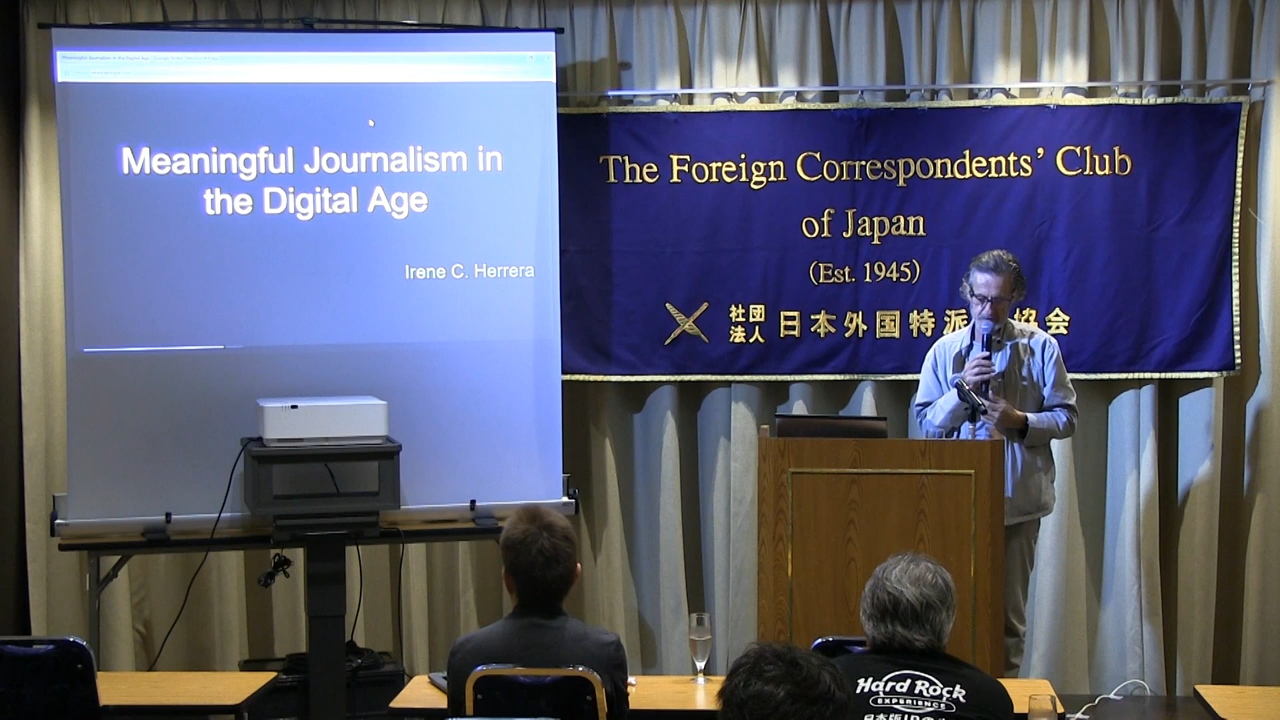 Meaningful Journalism in
the Digital Age
Irene C. Herrera
The Foreign Correspondents' Club
of Japan
(Est. 1945)
社団
法人
日本外国特派 協会
Hard Rock
EXPERIENCE